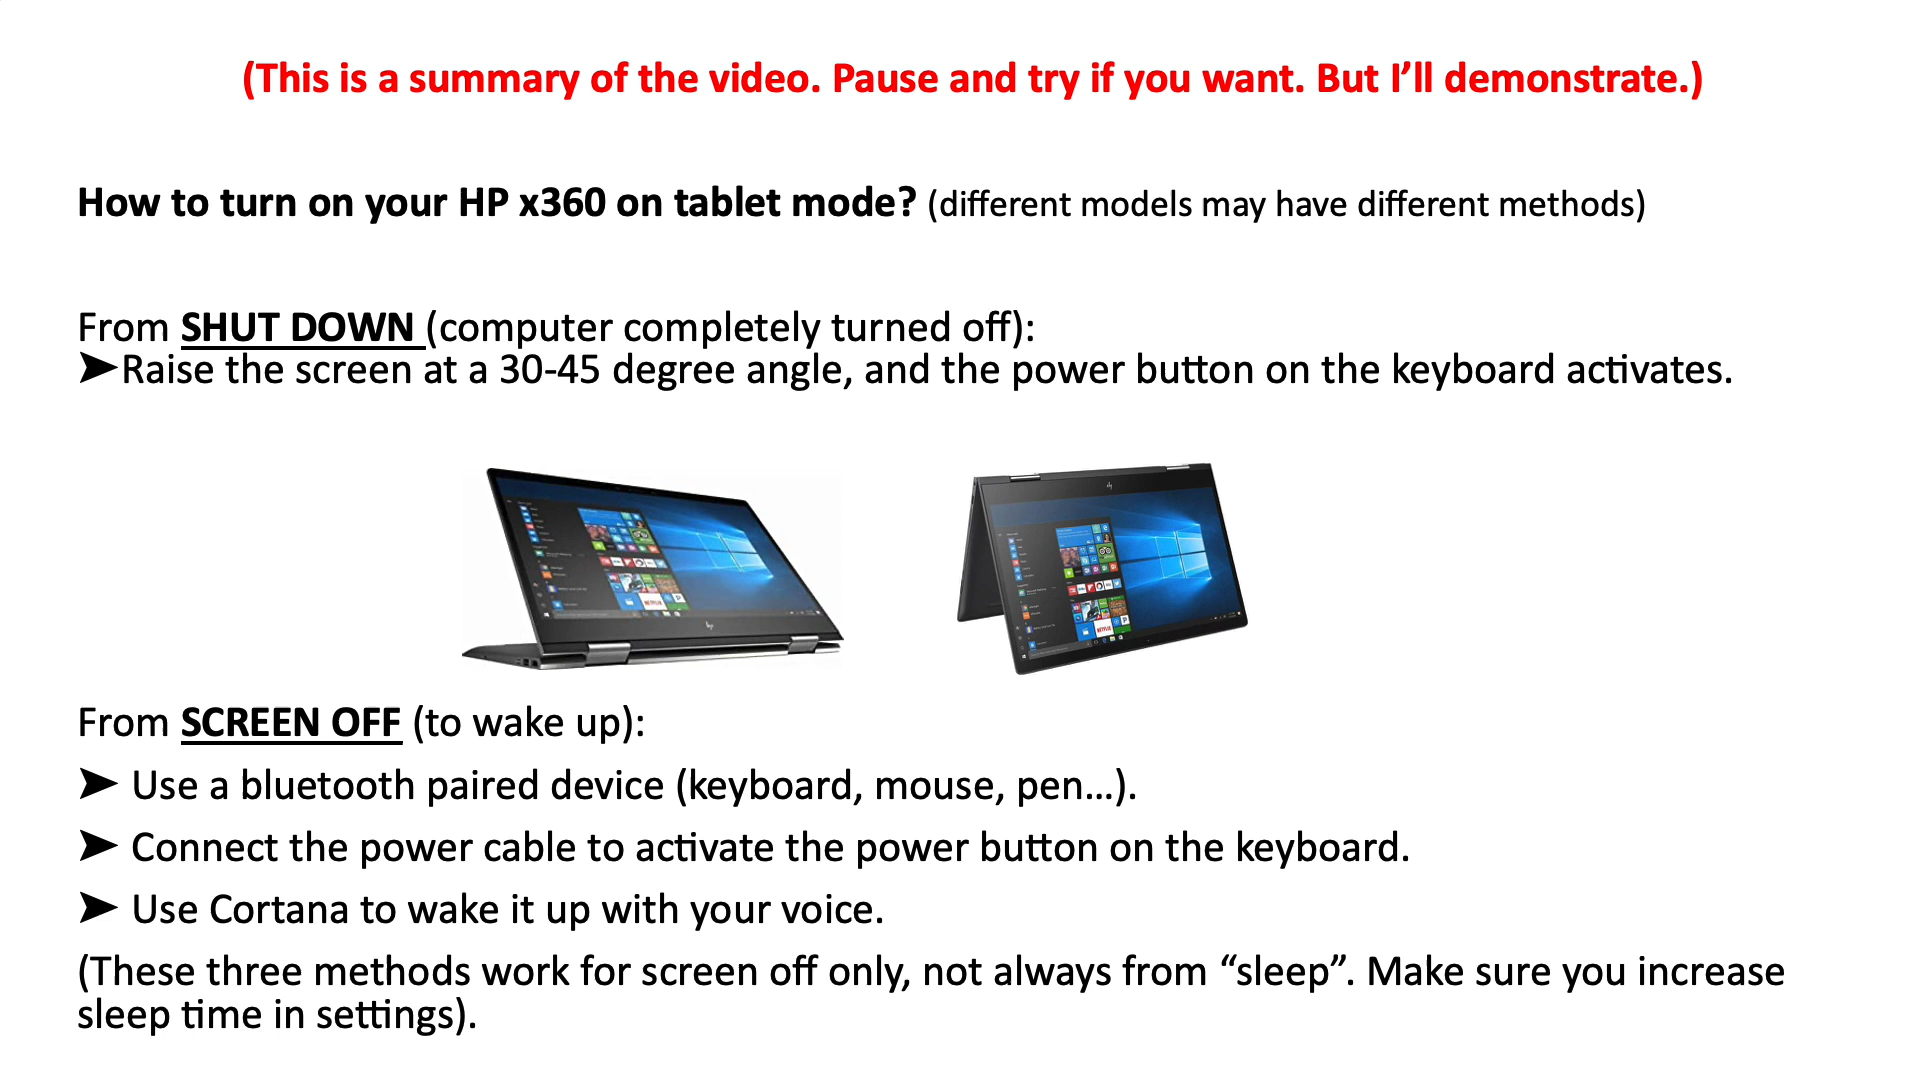 (This is a summary of the video. Pause and try if you want. But I’ll demonstrate.)
How to turn on your HP x360 on tablet mode? (different models may have different methods)
From SHUT DOWN (computer completely turned off):
➤Raise the screen at a 30-45 degree angle, and the power button on the keyboard activates.
From SCREEN OFF (to wake up):
➤ Use a bluetooth paired device (keyboard, mouse, pen…).
➤ Connect the power cable to activate the power button on the keyboard.
➤ Use Cortana to wake it up with your voice.
(These three methods work for screen off only, not always from “sleep”. Make sure you increase
sleep time in settings).